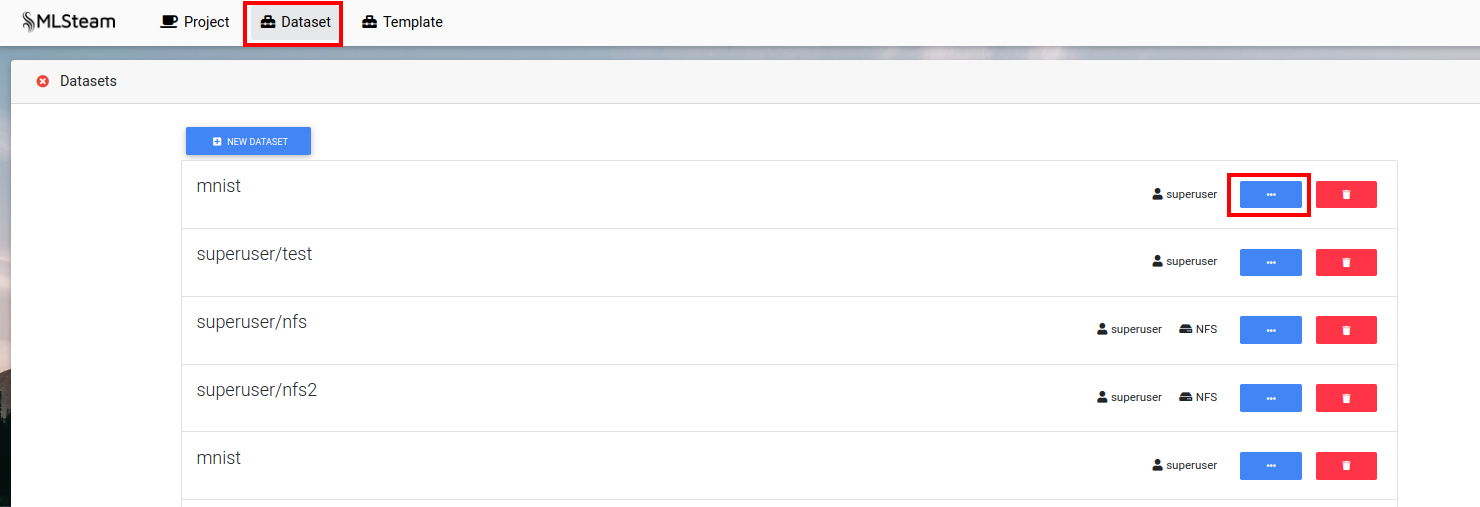 MLSteam Project Dataset Template
Datasets
NEW DATASET
mnist superuser
superuser/test superuser
superuser/nfs superuser NFS
superuser/nfs2 superuser NFS
mnist superuser